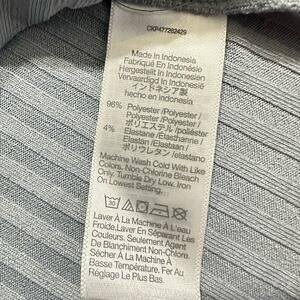 CKP477262429
Made In Indonesia
Fabriqué En Indonésie
Hergestellt In Indonesien
Vervaardigd In Indonesië
インドネシア製
hecho en indonesia
96% Polyester/Polyester/
Polyester/Polyester/
ポリエステル/poliéster
4% Elastane/Elasthanne/
Elastan/Elastaan/
ポリウレタン/elastano
Machine Wash Cold With Like
Colors. Non-Chlorine Bleach
Only. Tumble Dry Low. Iron
On Lowest Setting.
Laver À La Machine À L'eau
Froide.Laver En Séparant Les
Couleurs. Seulement Agent
De Blanchiment Non-Chloré.
Sécher À La Machine À
Basse Température. Fer Au
Réglage Le Plus Bas.